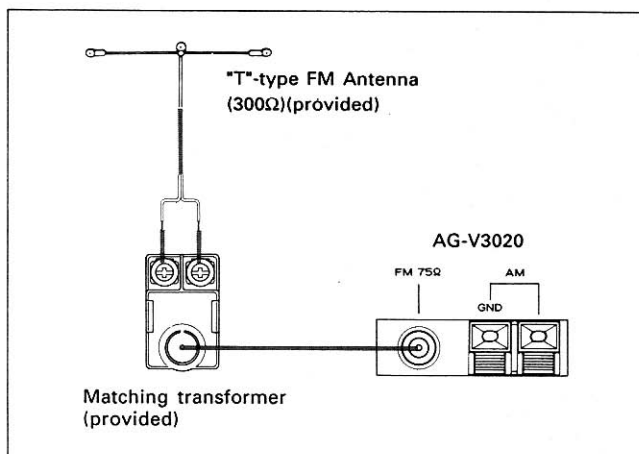 "T"-type FM Antenna
(300Ω)(provided)
AG-V3020
FM 75Ω
AM
GND
Matching transformer
(provided)